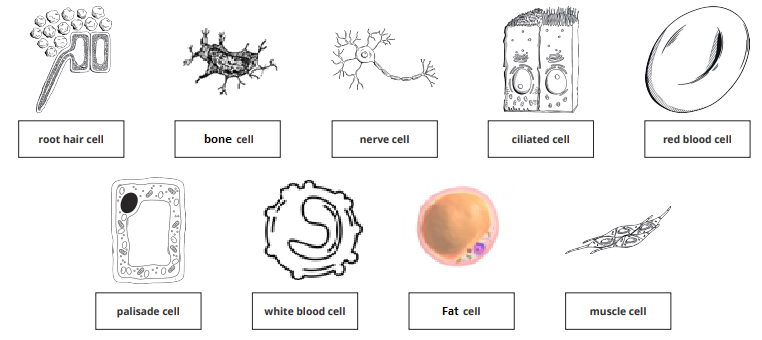 root hair cell
bone cell
nerve cell
ciliated cell
red blood cell
palisade cell
white blood cell
Fat cell
muscle cell